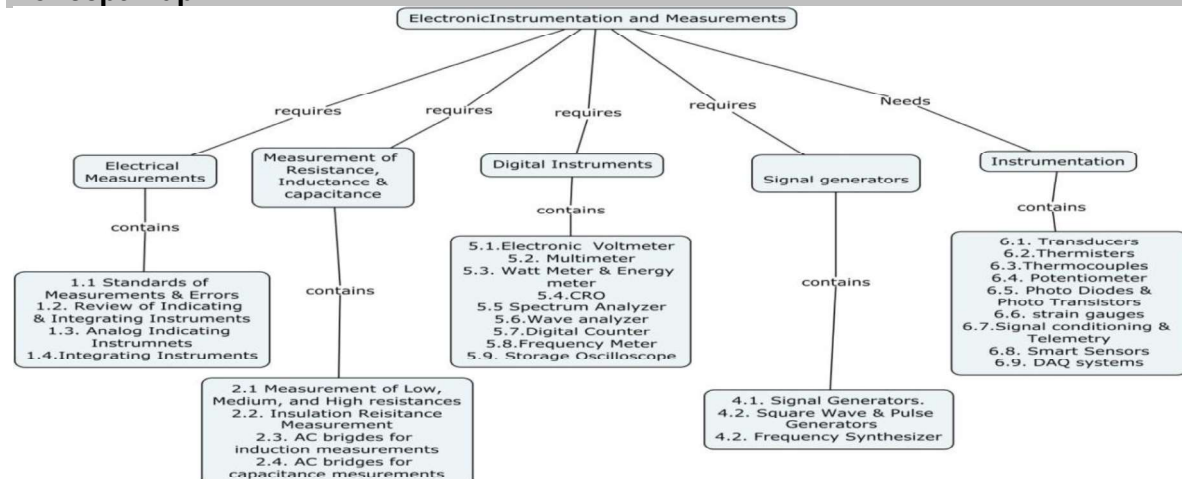 ElectronicInstrumentation and Measurements
requires
requires
requires
requires
Needs
Electrical
Measurements
Measurement of
Resistance,
Inductance &
capacitance
Digital Instruments
Signal generators
Instrumentation
contains
contains
contains
contains
contains
1.1 Standards of
Measurements & Errors
1.2. Review of Indicating
& Integrating Instruments
1.3. Analog Indicating
Instrumnets
1.4.Integrating Instruments
2.1 Measurement of Low,
Medium, and High resistances
2.2. Insulation Reisitance
Measurement
2.3. AC brigdes for
induction measurements
2.4. AC bridges for
capacitance mesurements
5.1.Electronic Voltmeter
5.2. Multimeter
5.3. Watt Meter & Energy
meter
5.4.CRO
5.5 Spectrum Analyzer
5.6.Wave analyzer
5.7.Digital Counter
5.8.Frequency Meter
5.9. Storage Oscilloscope
4.1. Signal Generators.
4.2. Square Wave & Pulse
Generators
4.2. Frequency Synthesizer
6.1. Transducers
6.2.Thermisters
6.3.Thermocouples
6.4. Potentiometer
6.5. Photo Diodes &
Photo Transistors
6.6. strain gauges
6.7.Signal conditioning &
Telemetry
6.8. Smart Sensors
6.9. DAQ systems